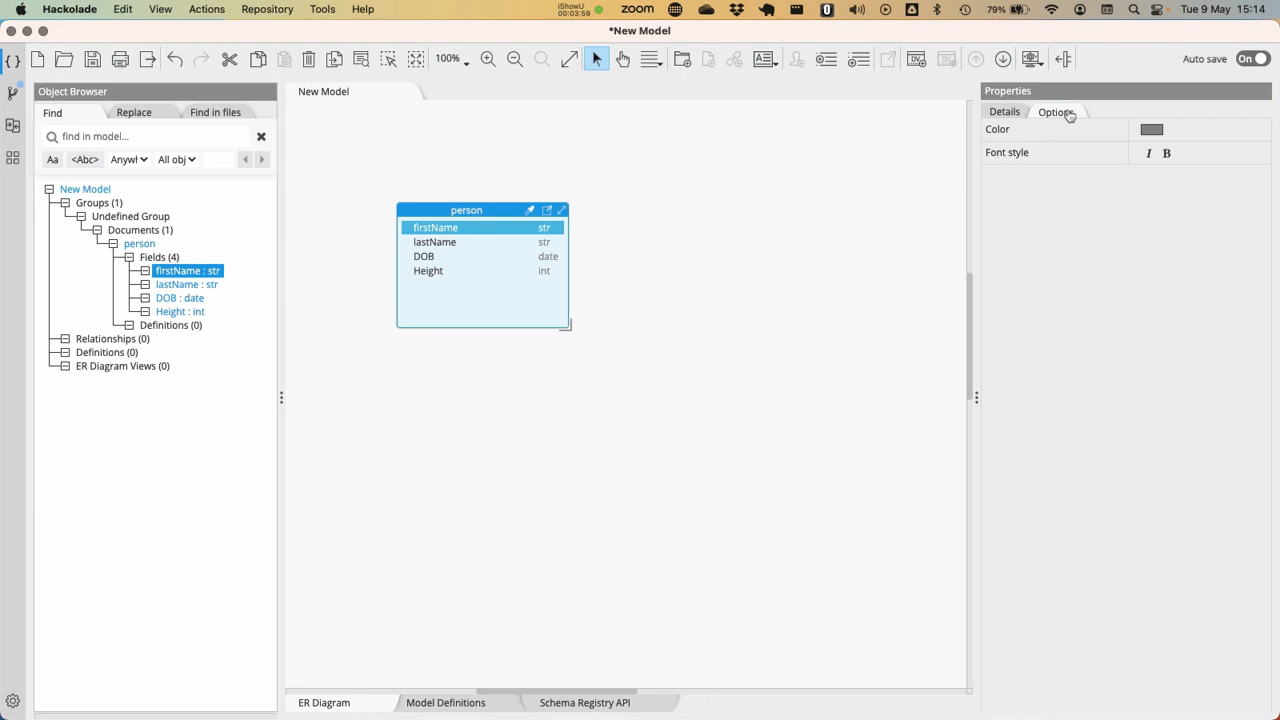 Hackolade File Edit View Actions Repository Tools Help iShowU 00:03:59 zoom 79% Tue 9 May 15:14
*New Model
100% Auto save On
Object Browser
Find Replace Find in files
find in model...
Aa <Abc> Anywl All obj
New Model
Groups (1)
Undefined Group
Documents (1)
person
Fields (4)
firstName : str
lastName : str
DOB : date
Height : int
Definitions (0)
Relationships (0)
Definitions (0)
ER Diagram Views (0)
New Model
person
firstName str
lastName str
DOB date
Height int
ER Diagram Model Definitions Schema Registry API
Properties
Details Options
Color
Font style I B